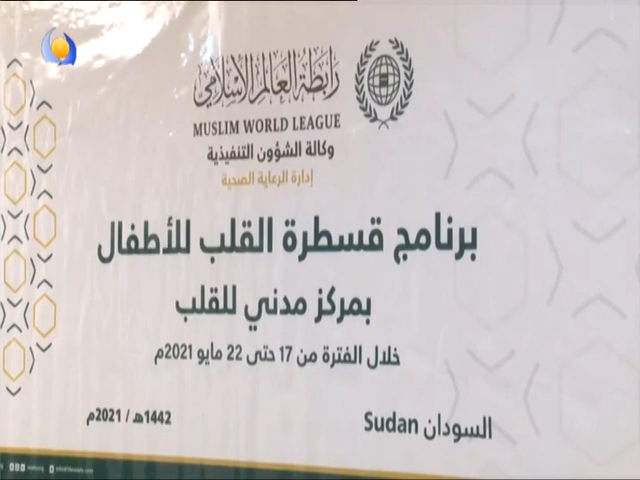 رابطة العالم الإسلامي
MUSLIM WORLD LEAGUE
وكالة الشؤون التنفيذية
إدارة الرعاية الصحية
برنامج قسطرة القلب للأطفال
بمركز مدني للقلب
خلال الفترة من 17 حتى 22 مايو 2021م
السودان Sudan
1442هـ / 2021م